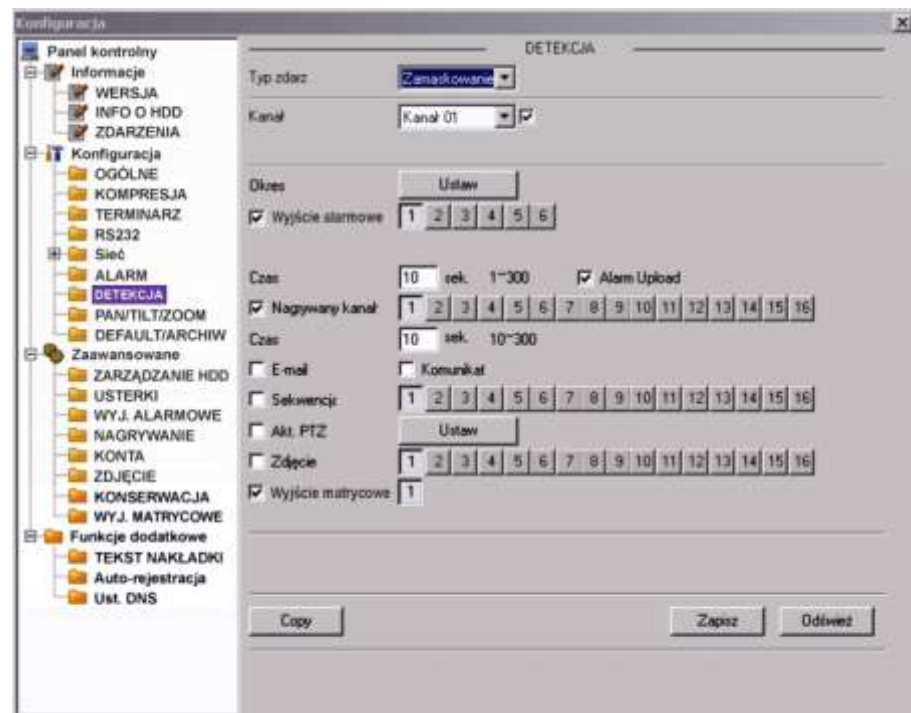 Konfiguracja
Panel kontrolny
Informacje
WERSJA
INFO O HDD
ZDARZENIA
Konfiguracja
OGÓLNE
KOMPRESJA
TERMINARZ
RS232
Sieć
ALARM
DETEKCJA
PAN/TILT/ZOOM
DEFAULT/ARCHIW
Zaawansowane
ZARZĄDZANIE HDD
USTERKI
WYJ. ALARMOWE
NAGRYWANIE
KONTA
ZDJĘCIE
KONSERWACJA
WYJ. MATRYCOWE
Funkcje dodatkowe
TEKST NAKŁADKI
Auto-rejestracja
Ust. DNS
DETEKCJA
Typ zdarz Zamaskowanie
Kanał Kanał 01
Okres Ustaw
Wyjście alarmowe 1 2 3 4 5 6
Czas 10 sek. 1~300 Alarm Upload
Nagrywany kanał 1 2 3 4 5 6 7 8 9 10 11 12 13 14 15 16
Czas 10 sek. 10~300
E-mail Komunikat
Sekwencja 1 2 3 4 5 6 7 8 9 10 11 12 13 14 15 16
Akt. PTZ Ustaw
Zdjęcie 1 2 3 4 5 6 7 8 9 10 11 12 13 14 15 16
Wyjście matrycowe 1
Copy Zapisz Odśwież